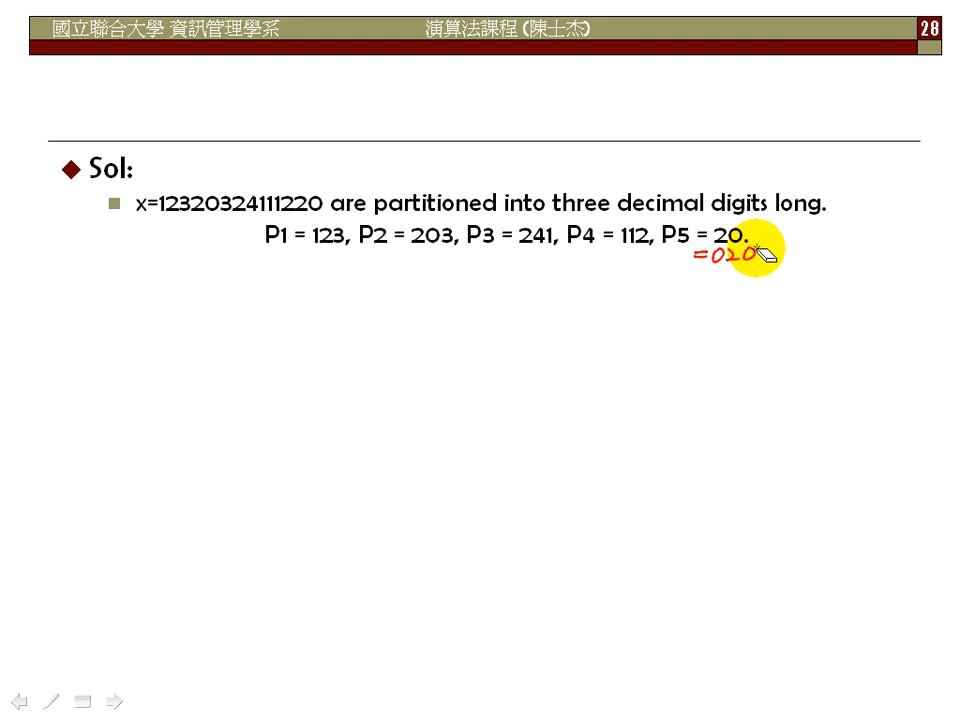 國立聯合大學 資訊管理學系 演算法課程 (陳士杰) 28
Sol:
x=12320324111220 are partitioned into three decimal digits long.
P1 = 123, P2 = 203, P3 = 241, P4 = 112, P5 = 20.
=020